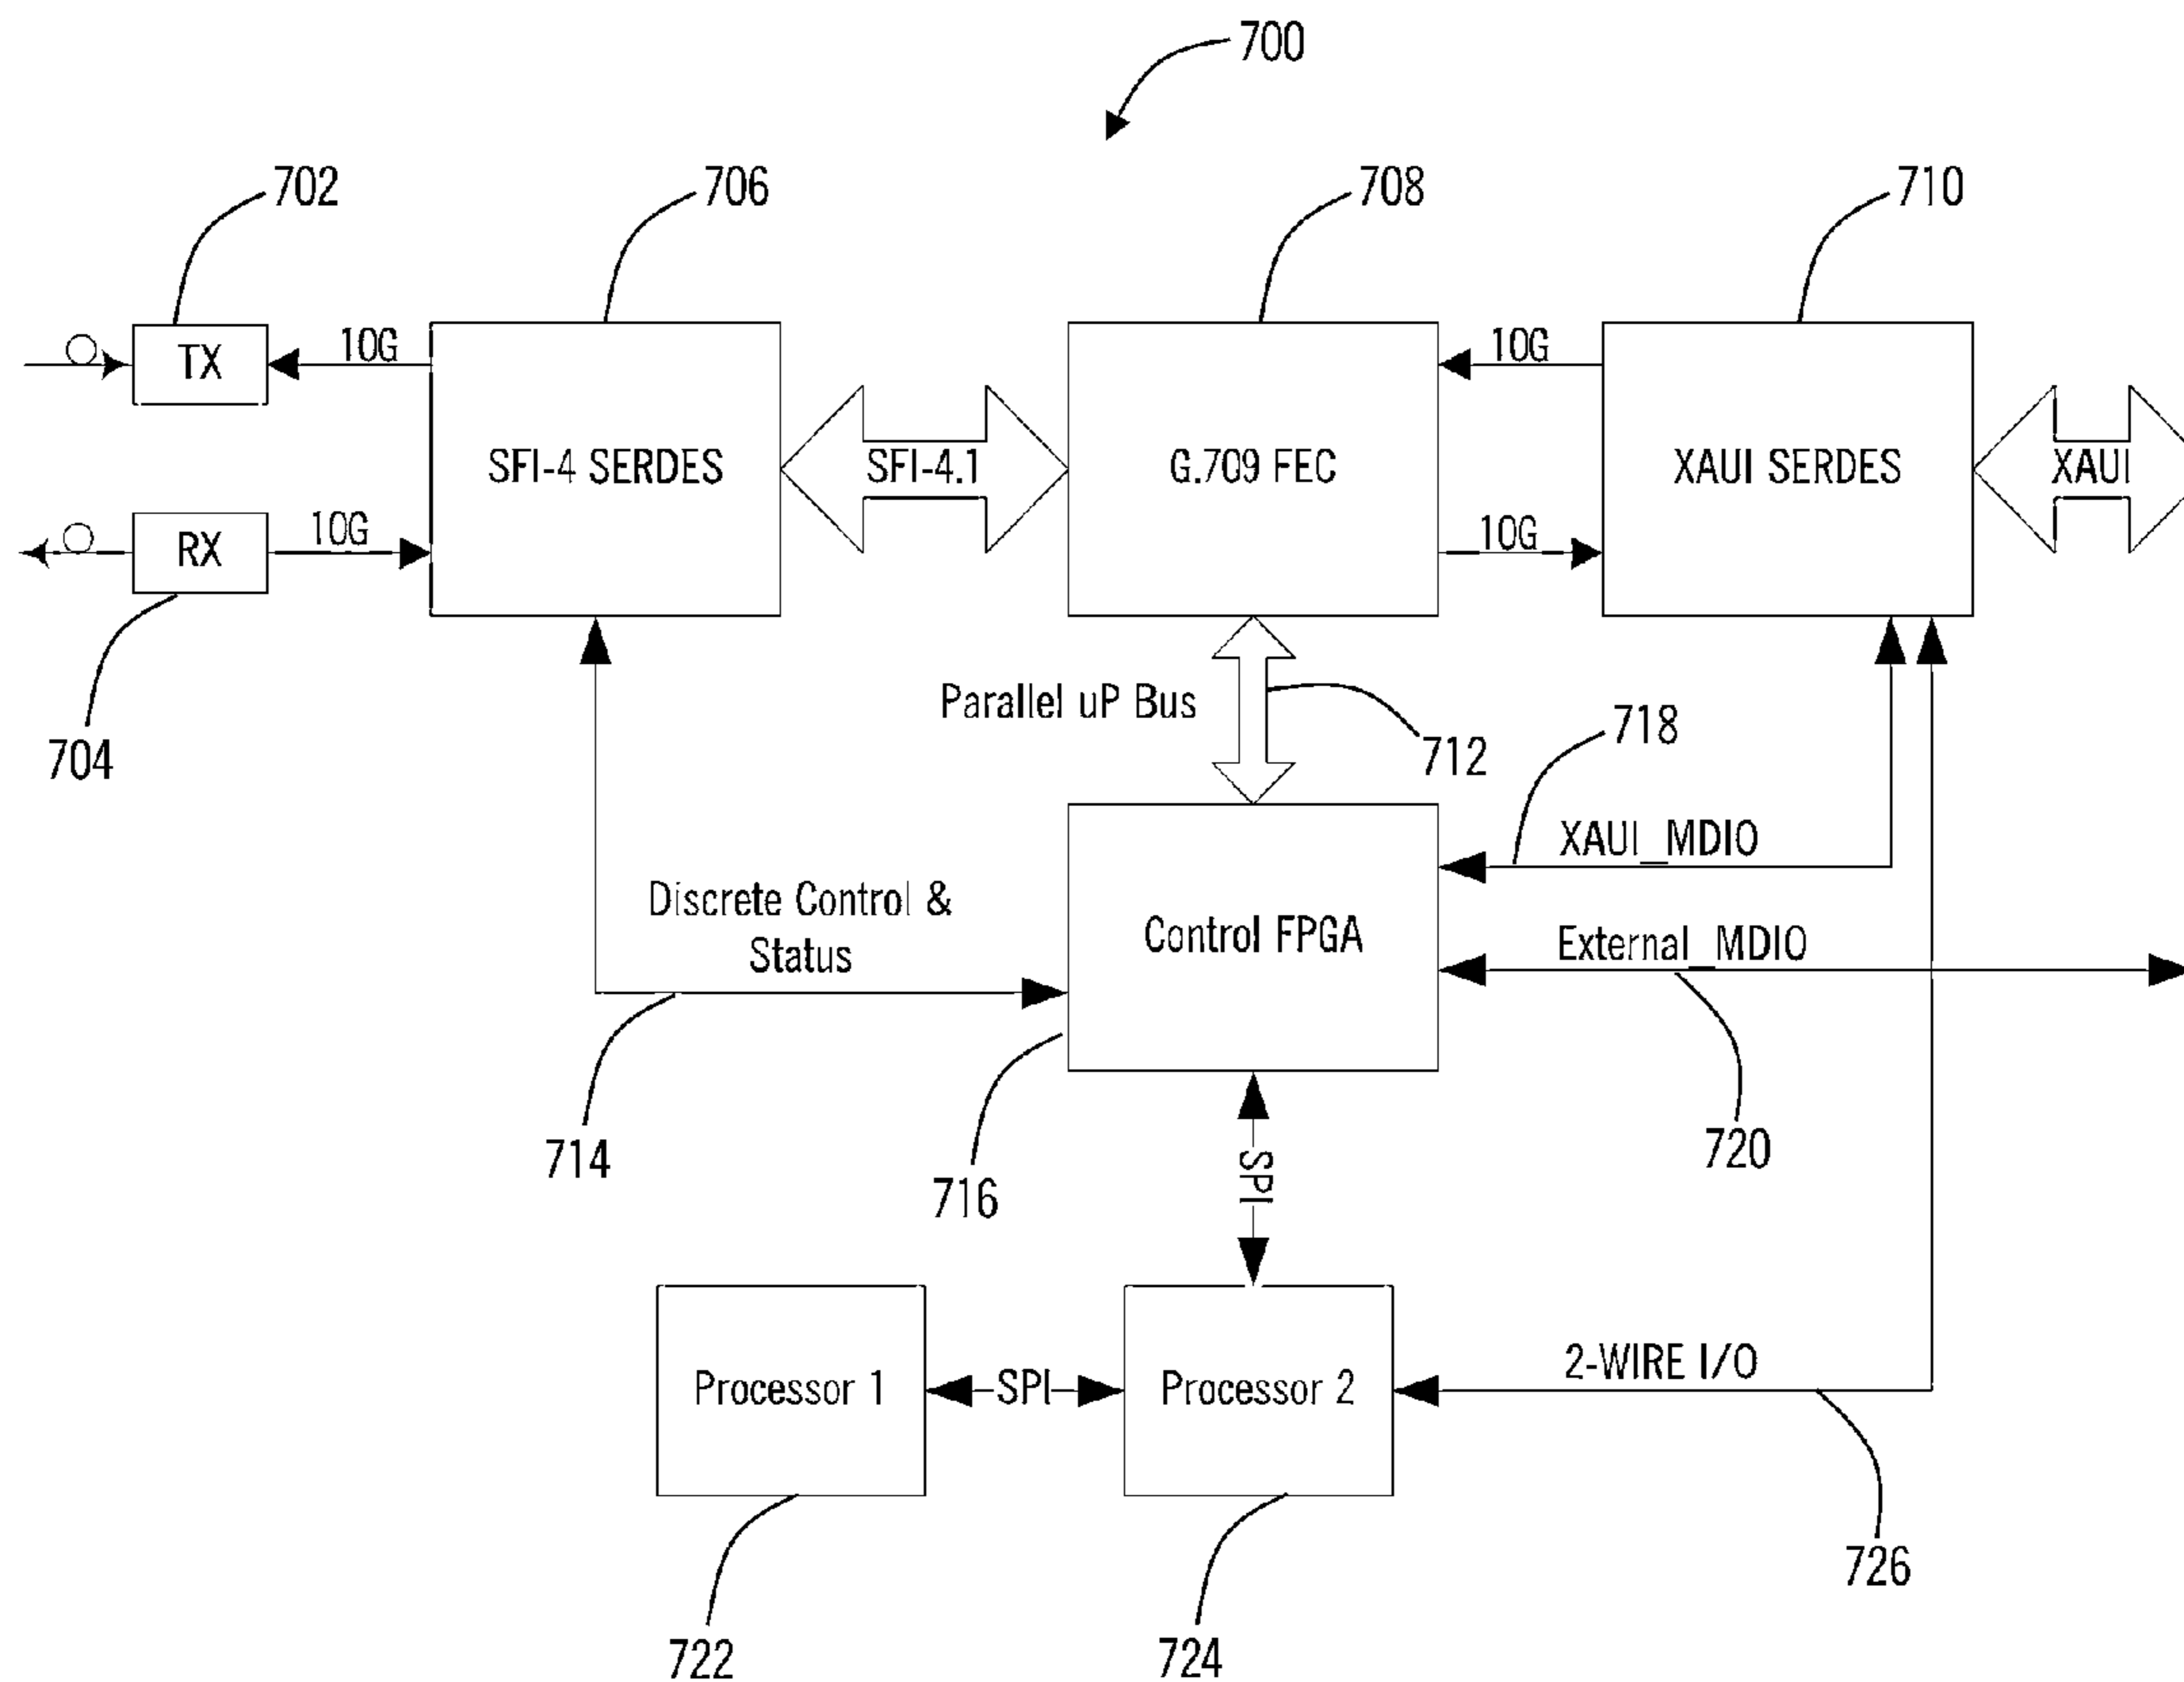 700
702
706
708
710
TX
10G
10G
SFI-4 SERDES
SFI-4.1
G.709 FEC
XAUI SERDES
XAUI
RX
10G
10G
704
Parallel uP Bus
712
718
XAUI_MDIO
Discrete Control &
Status
Control FPGA
External_MDIO
714
716
720
SPI
Processor 1
SPI
Processor 2
2-WIRE I/O
726
722
724